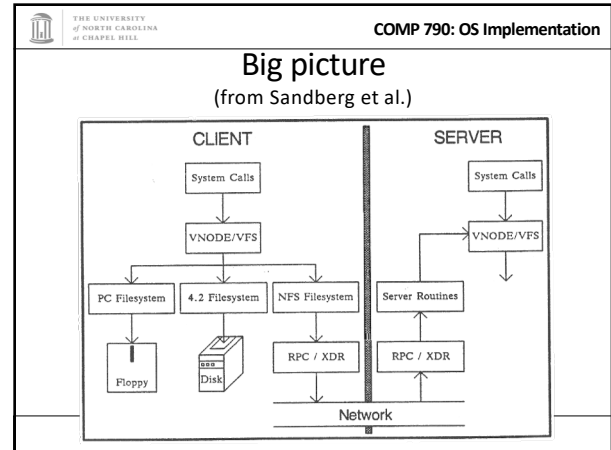 THE UNIVERSITY
of NORTH CAROLINA
at CHAPEL HILL
COMP 790: OS Implementation
Big picture
(from Sandberg et al.)
CLIENT
SERVER
System Calls
System Calls
VNODE/VFS
VNODE/VFS
PC Filesystem
4.2 Filesystem
NFS Filesystem
Server Routines
Floppy
Disk
RPC / XDR
RPC / XDR
Network